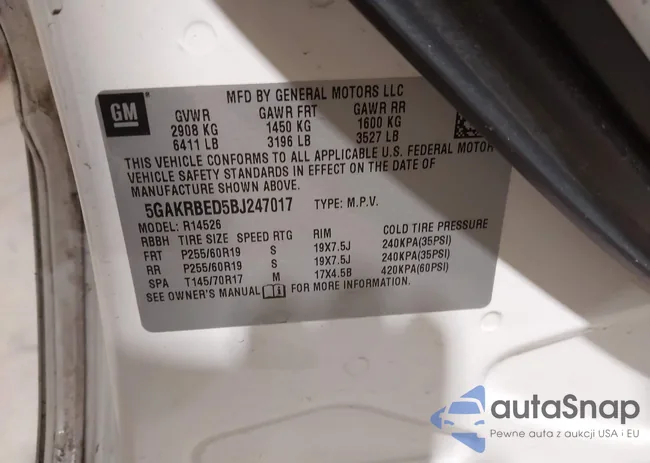 MFD BY GENERAL MOTORS LLC
GM
GVWR GAWR FRT GAWR RR
2908 KG 1450 KG 1600 KG
6411 LB 3196 LB 3527 LB
THIS VEHICLE CONFORMS TO ALL APPLICABLE U.S. FEDERAL MOTOR
VEHICLE SAFETY STANDARDS IN EFFECT ON THE DATE OF
MANUFACTURE SHOWN ABOVE.
5GAKRBED5BJ247017 TYPE: M.P.V.
MODEL: R14526
RBBH TIRE SIZE SPEED RTG RIM COLD TIRE PRESSURE
FRT P255/60R19 S 19X7.5J 240KPA(35PSI)
RR P255/60R19 S 19X7.5J 240KPA(35PSI)
SPA T145/70R17 M 17X4.5B 420KPA(60PSI)
SEE OWNER'S MANUAL FOR MORE INFORMATION.
autaSnap
Pewne auta z aukcji USA i EU